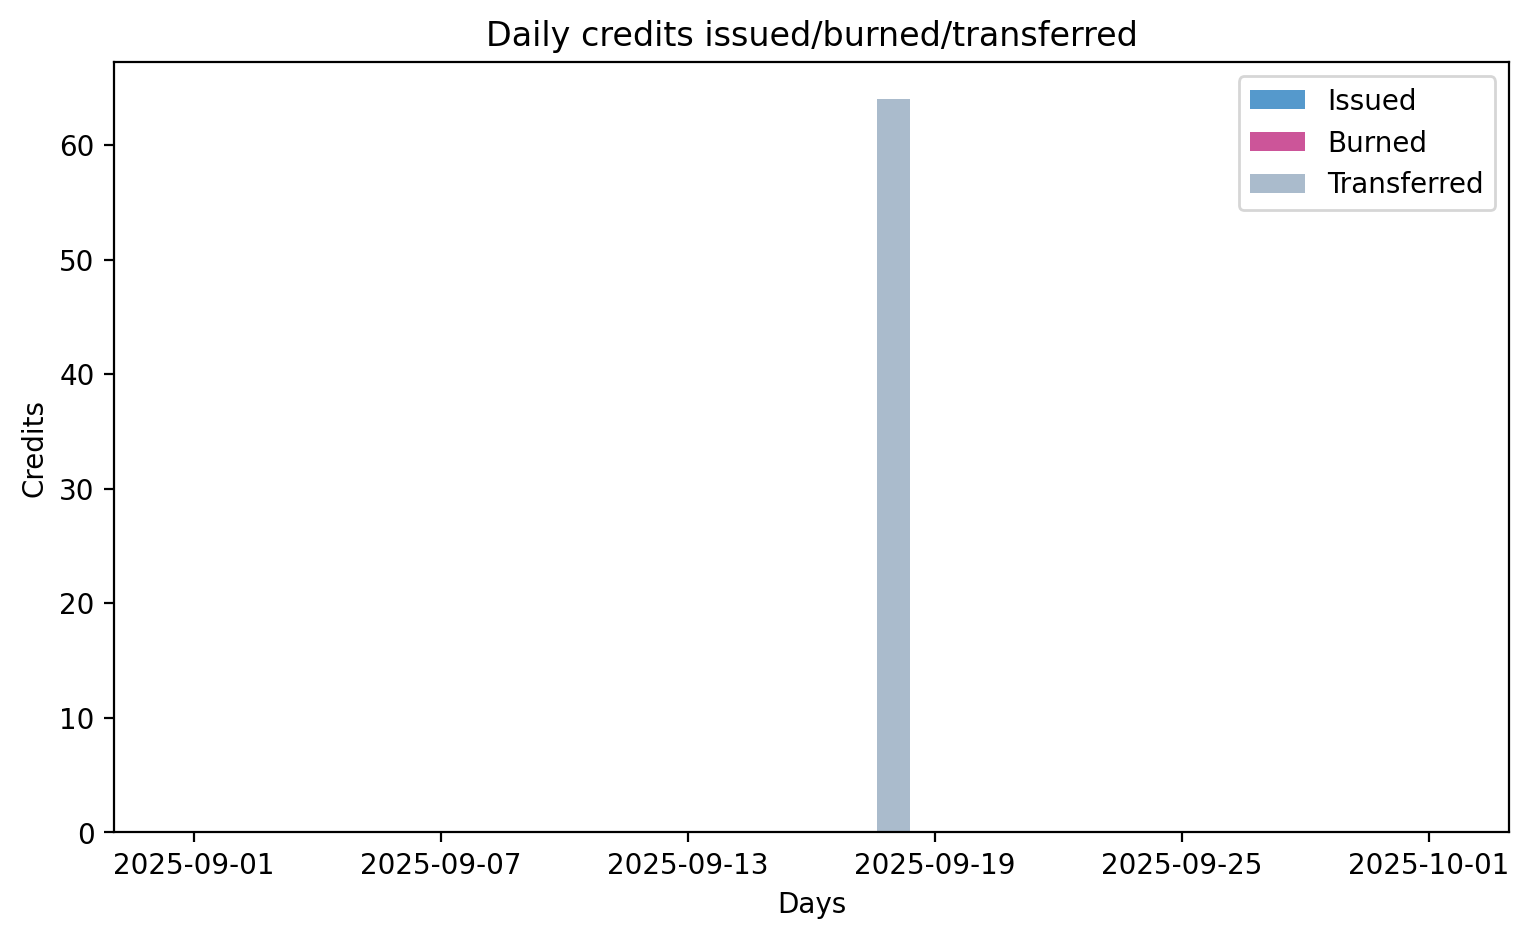 Daily credits issued/burned/transferred
Issued
Burned
Transferred
60
50
40
30
20
10
0
Credits
2025-09-01 2025-09-07 2025-09-13 2025-09-19 2025-09-25 2025-10-01
Days